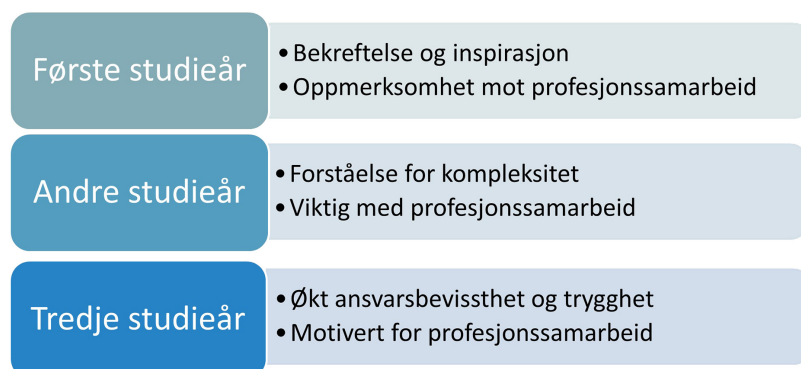 Første studieår
• Bekreftelse og inspirasjon
• Oppmerksomhet mot profesjonssamarbeid
Andre studieår
• Forståelse for kompleksitet
• Viktig med profesjonssamarbeid
Tredje studieår
• Økt ansvarsbevissthet og trygghet
• Motivert for profesjonssamarbeid